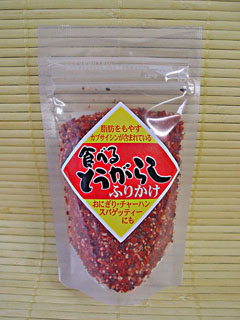 脂肪をもやす
カプサイシンが含まれている
食べる
とうがらし
ふりかけ
おにぎり・チャーハン
スパゲッティー
にも